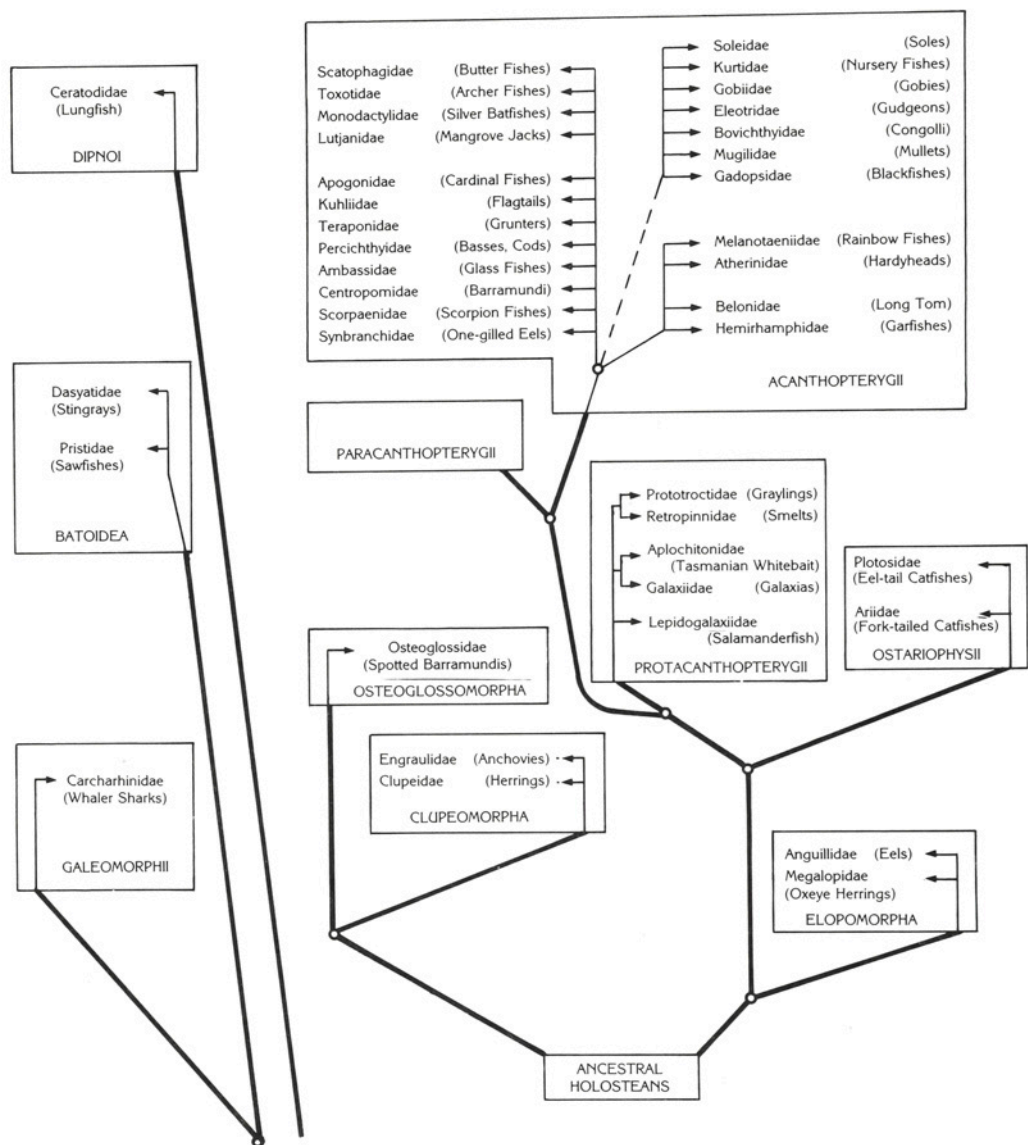 Ceratodidae
(Lungfish)
DIPNOI
Scatophagidae (Butter Fishes)
Toxotidae (Archer Fishes)
Monodactylidae (Silver Batfishes)
Lutjanidae (Mangrove Jacks)
Apogonidae (Cardinal Fishes)
Kuhliidae (Flagtails)
Teraponidae (Grunters)
Percichthyidae (Basses, Cods)
Ambassidae (Glass Fishes)
Centropomidae (Barramundi)
Scorpaenidae (Scorpion Fishes)
Synbranchidae (One-gilled Eels)
Soleidae (Soles)
Kurtidae (Nursery Fishes)
Gobiidae (Gobies)
Eleotridae (Gudgeons)
Bovichthyidae (Congolli)
Mugilidae (Mullets)
Gadopsidae (Blackfishes)
Melanotaeniidae (Rainbow Fishes)
Atherinidae (Hardyheads)
Belonidae (Long Tom)
Hemirhamphidae (Garfishes)
ACANTHOPTERYGII
Dasyatidae
(Stingrays)
Pristidae
(Sawfishes)
BATOIDEA
PARACANTHOPTERYGII
Prototroctidae (Graylings)
Retropinnidae (Smelts)
Aplochitonidae
(Tasmanian Whitebait)
Galaxiidae (Galaxias)
Lepidogalaxiidae
(Salamanderfish)
PROTACANTHOPTERYGII
Plotosidae
(Eel-tail Catfishes)
Ariidae
(Fork-tailed Catfishes)
OSTARIOPHYSII
Osteoglossidae
(Spotted Barramundis)
OSTEOGLOSSOMORPHA
Engraulidae (Anchovies)
Clupeidae (Herrings)
CLUPEOMORPHA
Carcharhinidae
(Whaler Sharks)
GALEOMORPHII
Anguillidae (Eels)
Megalopidae
(Oxeye Herrings)
ELOPOMORPHA
ANCESTRAL
HOLOSTEANS